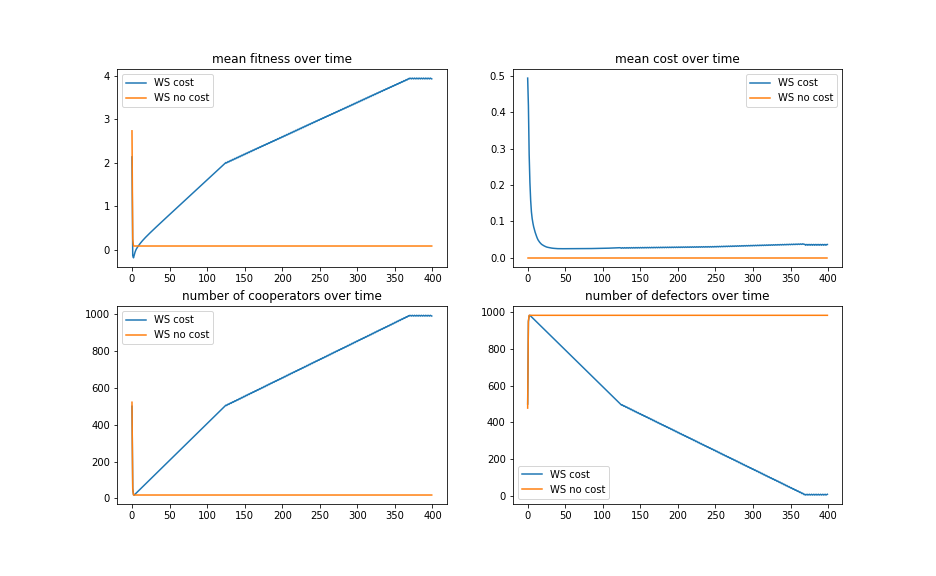 mean fitness over time
4
3
2
1
0
WS cost
WS no cost
0 50 100 150 200 250 300 350 400
mean cost over time
0.5
0.4
0.3
0.2
0.1
0.0
WS cost
WS no cost
0 50 100 150 200 250 300 350 400
number of cooperators over time
1000
800
600
400
200
0
WS cost
WS no cost
0 50 100 150 200 250 300 350 400
number of defectors over time
1000
800
600
400
200
0
WS cost
WS no cost
0 50 100 150 200 250 300 350 400